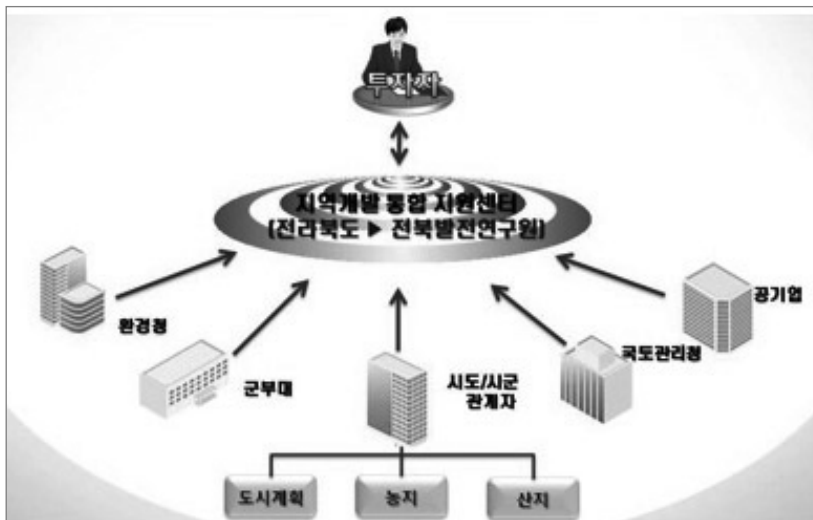 투자자
지역개발 통합 지원센터
(전라북도 ▶ 전북발전연구원)
환경청
군부대
시도/시군
관계자
국도관리청
공기업
도시계획
농지
산지